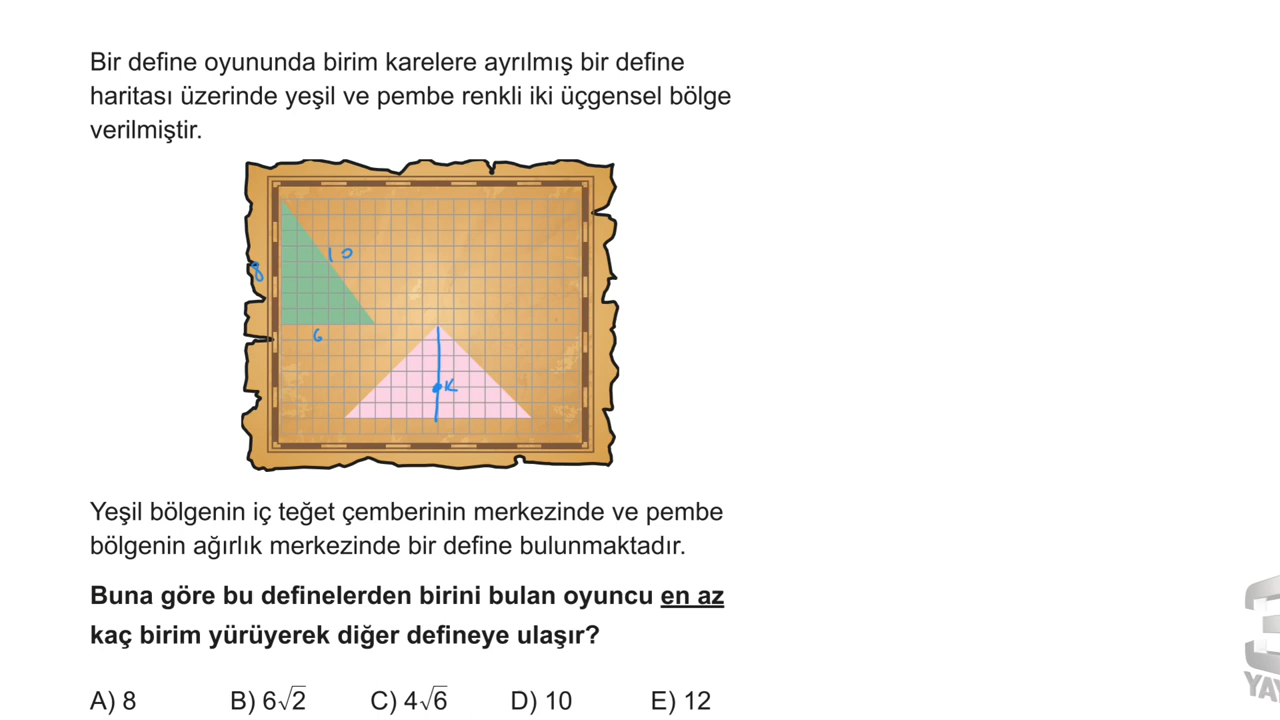 Bir define oyununda birim karelere ayrılmış bir define
haritası üzerinde yeşil ve pembe renkli iki üçgensel bölge
verilmiştir.
10
8
6
K
Yeşil bölgenin iç teğet çemberinin merkezinde ve pembe
bölgenin ağırlık merkezinde bir define bulunmaktadır.
Buna göre bu definelerden birini bulan oyuncu en az
kaç birim yürüyerek diğer defineye ulaşır?
A) 8 B) 6√2 C) 4√6 D) 10 E) 12